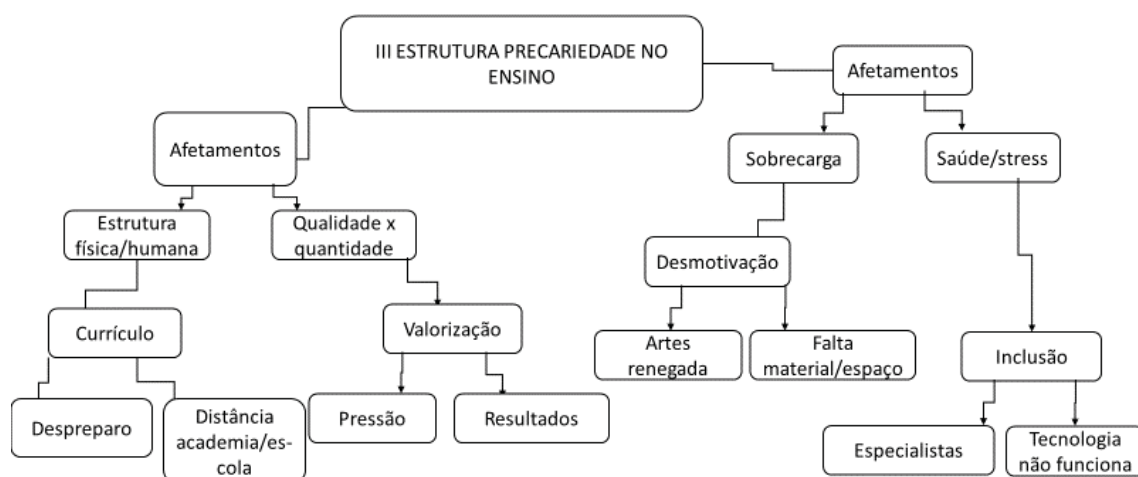 III ESTRUTURA PRECARIEDADE NO
ENSINO
Afetamentos
Afetamentos
Sobrecarga
Saúde/stress
Estrutura
física/humana
Qualidade x
quantidade
Desmotivação
Currículo
Valorização
Artes
renegada
Falta
material/espaço
Inclusão
Despreparo
Distância
academia/es-
cola
Pressão
Resultados
Especialistas
Tecnologia
não funciona